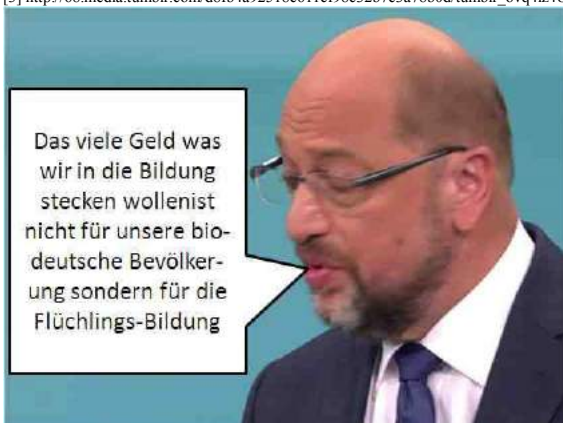 Das viele Geld was
wir in die Bildung
stecken wollenist
nicht für unsere bio-
deutsche Bevölker-
ung sondern für die
Flüchlings-Bildung